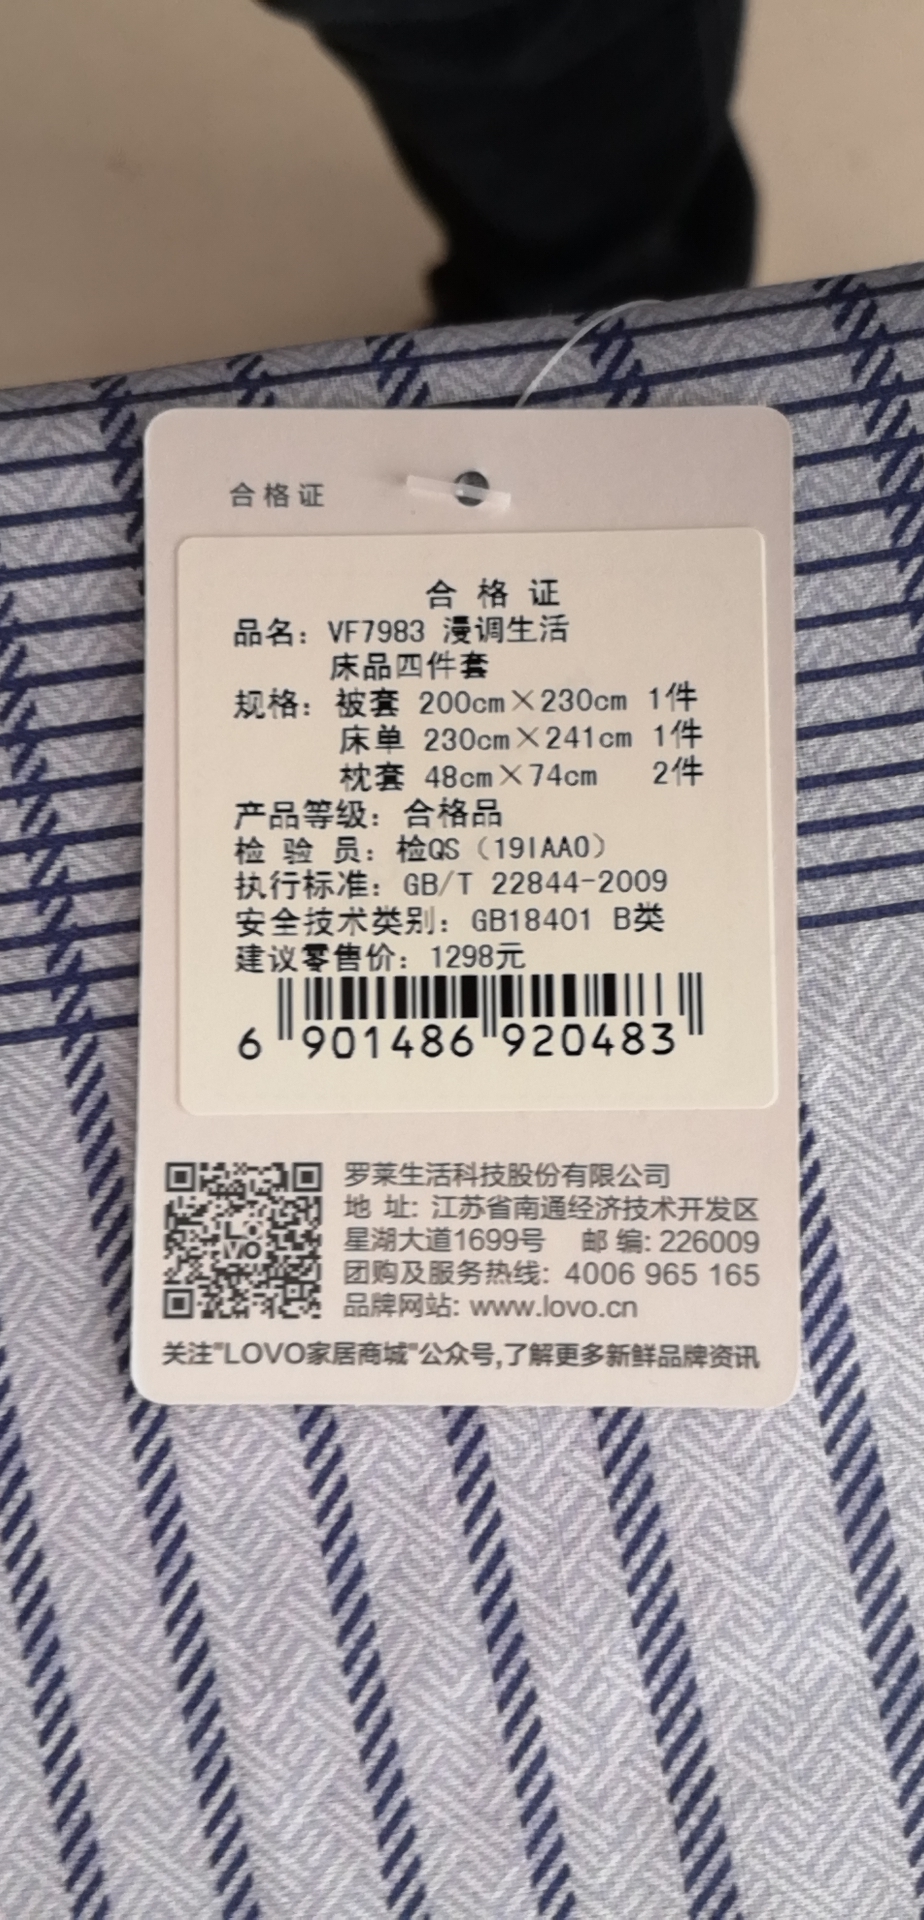 合格证
合 格 证
品名：VF7983 漫调生活
床品四件套
规格：被套 200cm×230cm 1件
床单 230cm×241cm 1件
枕套 48cm×74cm 2件
产品等级：合格品
检 验 员：检QS（19IAA0）
执行标准：GB/T 22844-2009
安全技术类别：GB18401 B类
建议零售价：1298元
6 901486 920483
LOVO
罗莱生活科技股份有限公司
地 址: 江苏省南通经济技术开发区
星湖大道1699号 邮 编: 226009
团购及服务热线: 4006 965 165
品牌网站: www.lovo.cn
关注"LOVO家居商城"公众号,了解更多新鲜品牌资讯